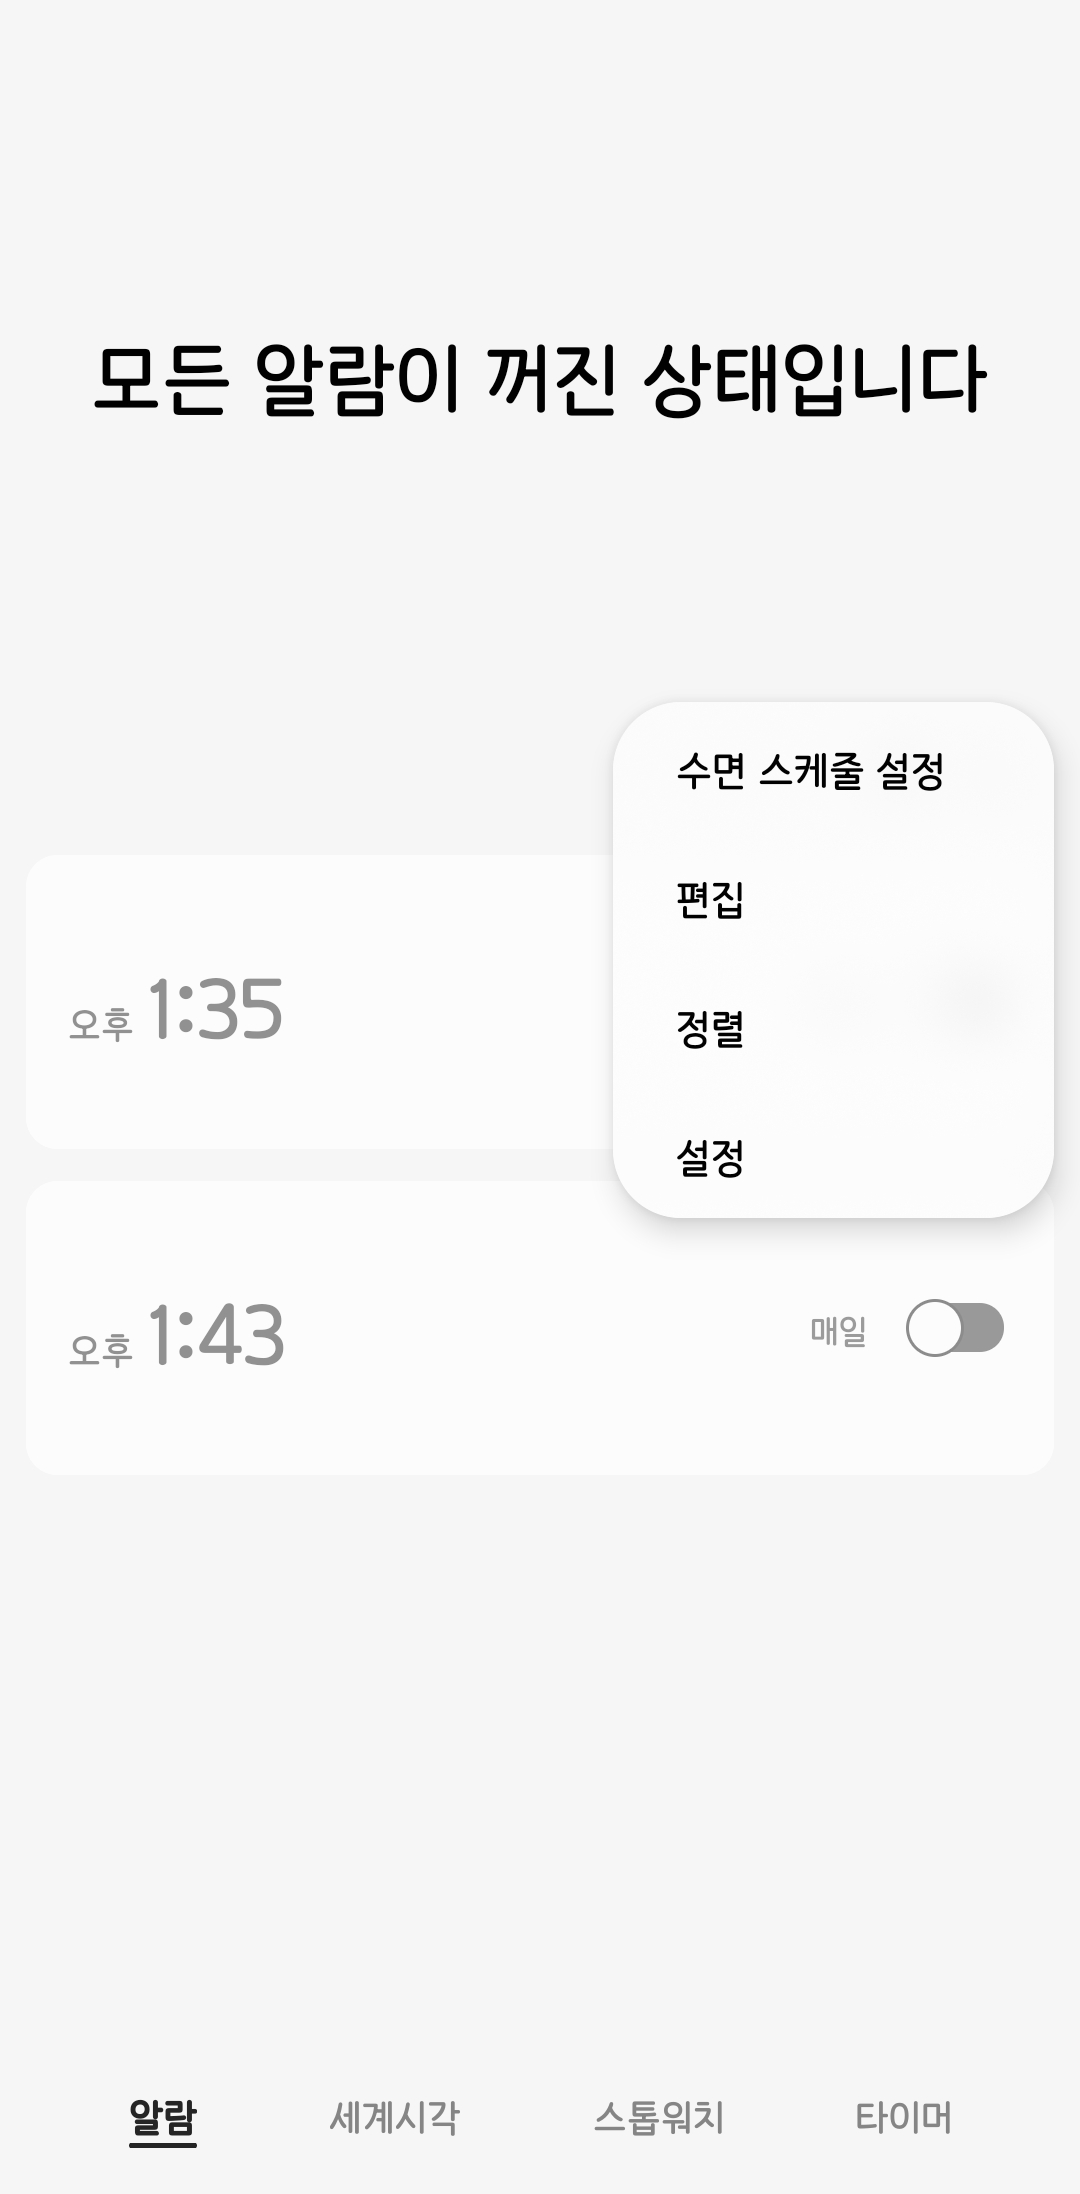 모든 알람이 꺼진 상태입니다
수면 스케줄 설정
편집
정렬
설정
오후 1:35
오후 1:43
매일
알람 세계시각 스톱워치 타이머